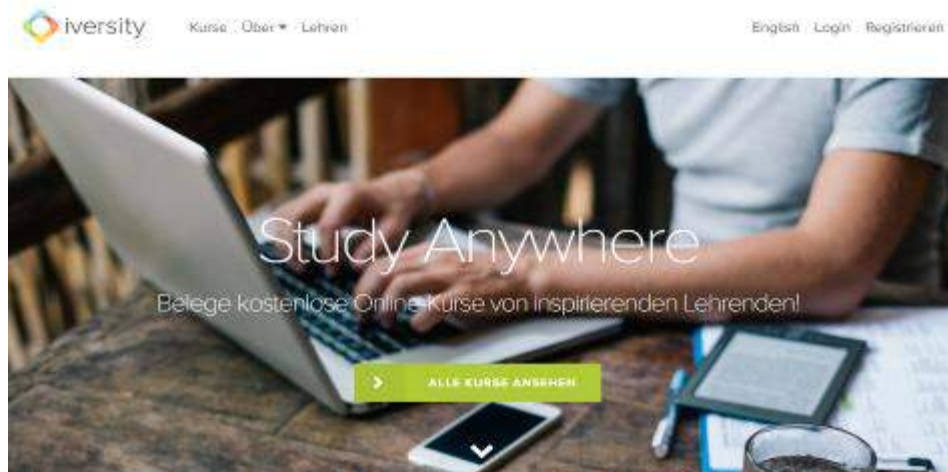 iversity
Kurse Über Lehren
English Login Registrieren
Study Anywhere
Belege kostenlose Online-Kurse von inspirierenden Lehrenden!
ALLE KURSE ANSEHEN